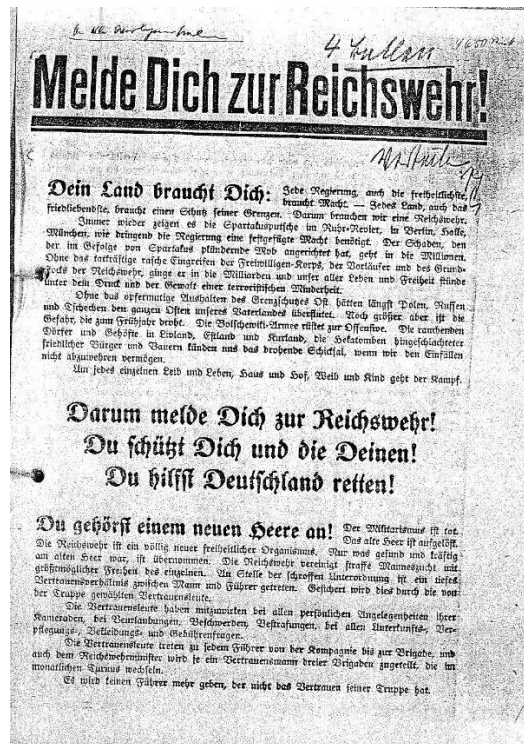 Melde Dich zur Reichswehr!
Dein Land braucht Dich: Jede Regierung, auch die freiheitlichste,
braucht Macht. — Jedes Land, auch das
friedliebendste, braucht einen Schutz seiner Grenzen. Darum brauchen wir eine Reichswehr.
Immer wieder zeigen es die Spartakusputsche im Ruhr-Revier, in Berlin, Halle,
München, wie dringend die Regierung eine festgefügte Macht benötigt. Der Schaden, den
der im Gefolge von Spartakus plündernde Mob angerichtet hat, geht in die Millionen.
Ohne das tatkräftige rasche Eingreifen der Freiwilligen-Korps, der Vorläufer und des Grund-
stocks der Reichswehr, ginge er in die Milliarden und unser aller Leben und Freiheit stünde
unter dem Druck und der Gewalt einer terroristischen Minderheit.
Ohne das opfermutige Aushalten des Grenzschutzes Ost hätten längst Polen, Russen
und Tschechen den ganzen Osten unseres Vaterlandes überflutet. Noch größer aber ist die
Gefahr, die zum Frühjahr droht. Die Bolschewiki-Armee rüstet zur Offensive. Die rauchenden
Dörfer und Gehöfte in Livland, Estland und Kurland, die Hekatomben hingeschlachteter
friedlicher Bürger und Bauern künden uns das drohende Schicksal, wenn wir den Einfällen
nicht abzuwehren vermögen.
Um jedes einzelnen Leib und Leben, Haus und Hof, Weib und Kind geht der Kampf.
Darum melde Dich zur Reichswehr!
Du schützt Dich und die Deinen!
Du hilfst Deutschland retten!
Du gehörst einem neuen Heere an! Der Militarismus ist tot.
Das alte Heer ist aufgelöst.
Die Reichswehr ist ein völlig neuer freiheitlicher Organismus. Nur was gesund und kräftig
am alten Heer war, ist übernommen. Die Reichswehr vereinigt straffe Manneszucht mit
größtmöglicher Freiheit des einzelnen. An Stelle der schroffen Unterordnung ist ein tiefes
Vertrauensverhältnis zwischen Mann und Führer getreten. Gesichert wird dies durch die von
der Truppe gewählten Vertrauensleute.
Die Vertrauensleute haben mitzuwirken bei allen persönlichen Angelegenheiten ihrer
Kameraden, bei Beurlaubungen, Beschwerden, Bestrafungen, bei allen Unterkunfts-, Ver-
pflegungs-, Bekleidungs- und Gebührenfragen.
Die Vertrauensleute treten zu jedem Führer von der Kompagnie bis zur Brigade, und
auch dem Reichswehrminister wird je ein Vertrauensmann dreier Brigaden zugeteilt, die im
monatlichen Turnus wechseln.
Es wird keinen Führer mehr geben, der nicht das Vertrauen seiner Truppe hat.